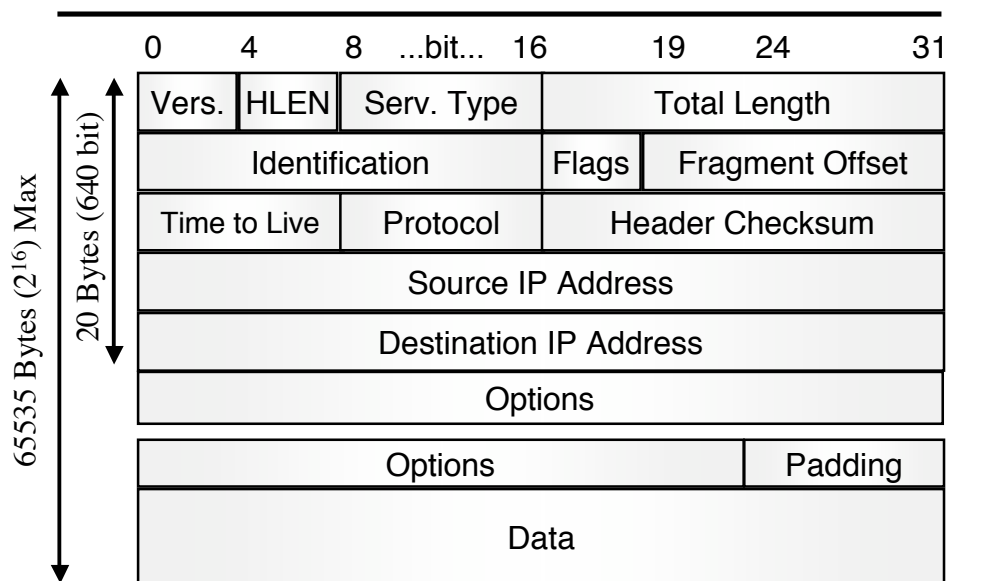 0 4 8 ...bit... 16 19 24 31
Vers. HLEN Serv. Type Total Length
Identification Flags Fragment Offset
Time to Live Protocol Header Checksum
Source IP Address
Destination IP Address
Options
Options Padding
Data
65535 Bytes (2¹⁶) Max
20 Bytes (640 bit)